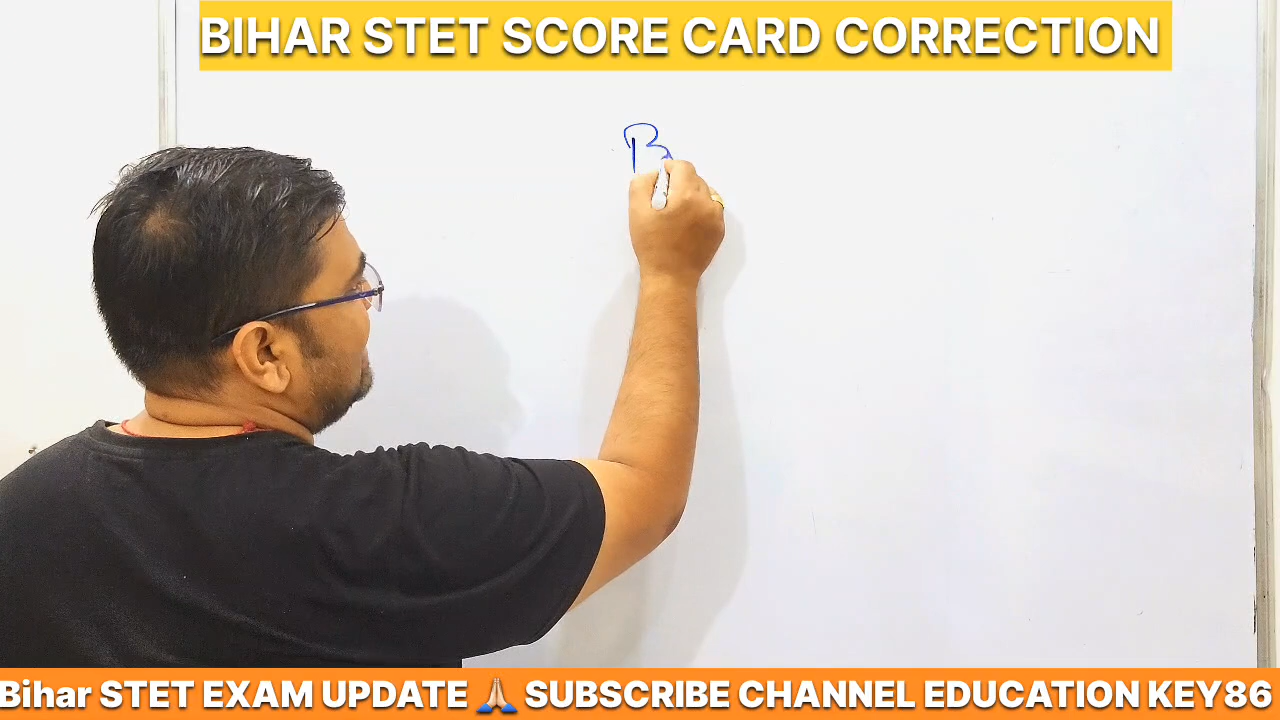 BIHAR STET SCORE CARD CORRECTION
B
Bihar STET EXAM UPDATE 🙏🏻 SUBSCRIBE CHANNEL EDUCATION KEY86